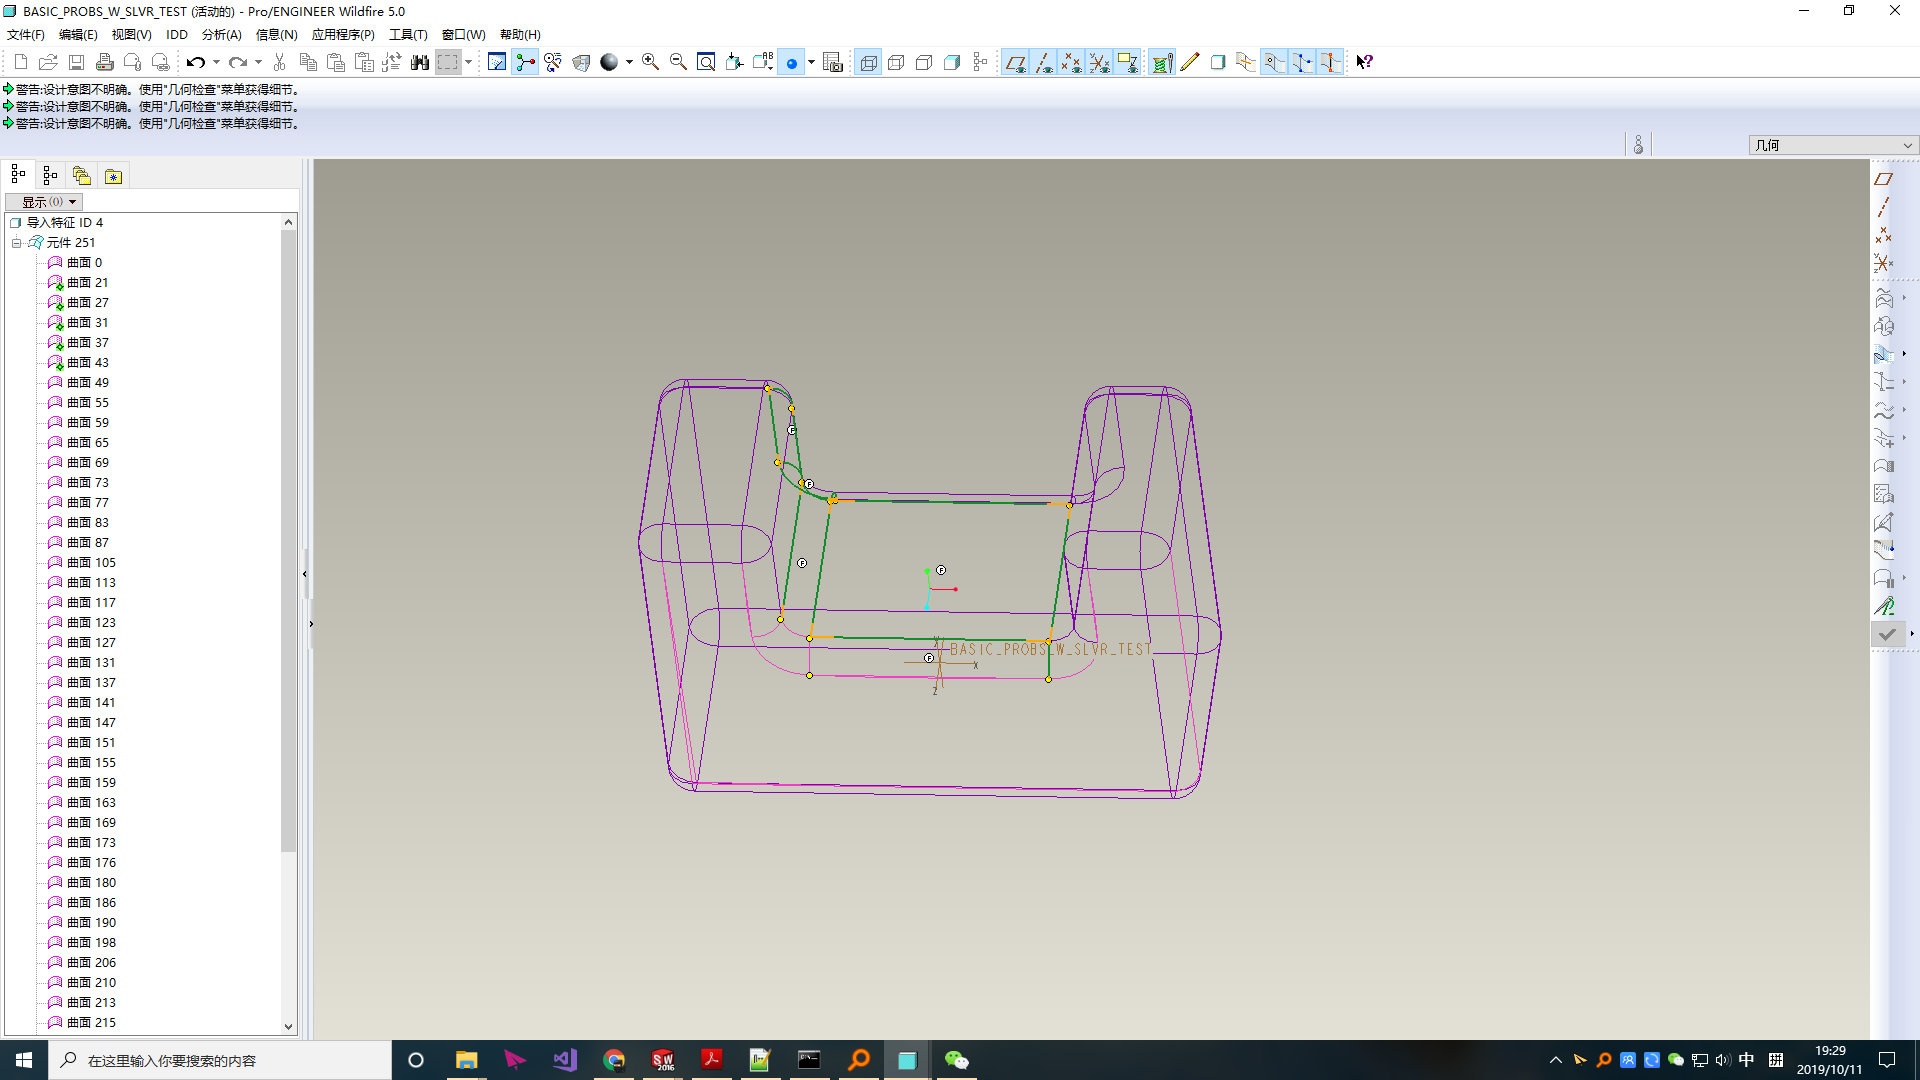 BASIC_PROBS_W_SLVR_TEST (活动的) - Pro/ENGINEER Wildfire 5.0
文件(F) 编辑(E) 视图(V) IDD 分析(A) 信息(N) 应用程序(P) 工具(T) 窗口(W) 帮助(H)
警告:设计意图不明确。使用"几何检查"菜单获得细节。
警告:设计意图不明确。使用"几何检查"菜单获得细节。
警告:设计意图不明确。使用"几何检查"菜单获得细节。
几何
显示(0)
导入特征 ID 4
元件 251
曲面 0
曲面 21
曲面 27
曲面 31
曲面 37
曲面 43
曲面 49
曲面 55
曲面 59
曲面 65
曲面 69
曲面 73
曲面 77
曲面 83
曲面 87
曲面 105
曲面 113
曲面 117
曲面 123
曲面 127
曲面 131
曲面 137
曲面 141
曲面 147
曲面 151
曲面 155
曲面 159
曲面 163
曲面 169
曲面 173
曲面 176
曲面 180
曲面 186
曲面 190
曲面 198
曲面 206
曲面 210
曲面 213
曲面 215
F
F
F
F
F
BASIC_PROBS_W_SLVR_TEST
Y
X
Z
在这里输入你要搜索的内容
SW
2016
中
拼
19:29
2019/10/11